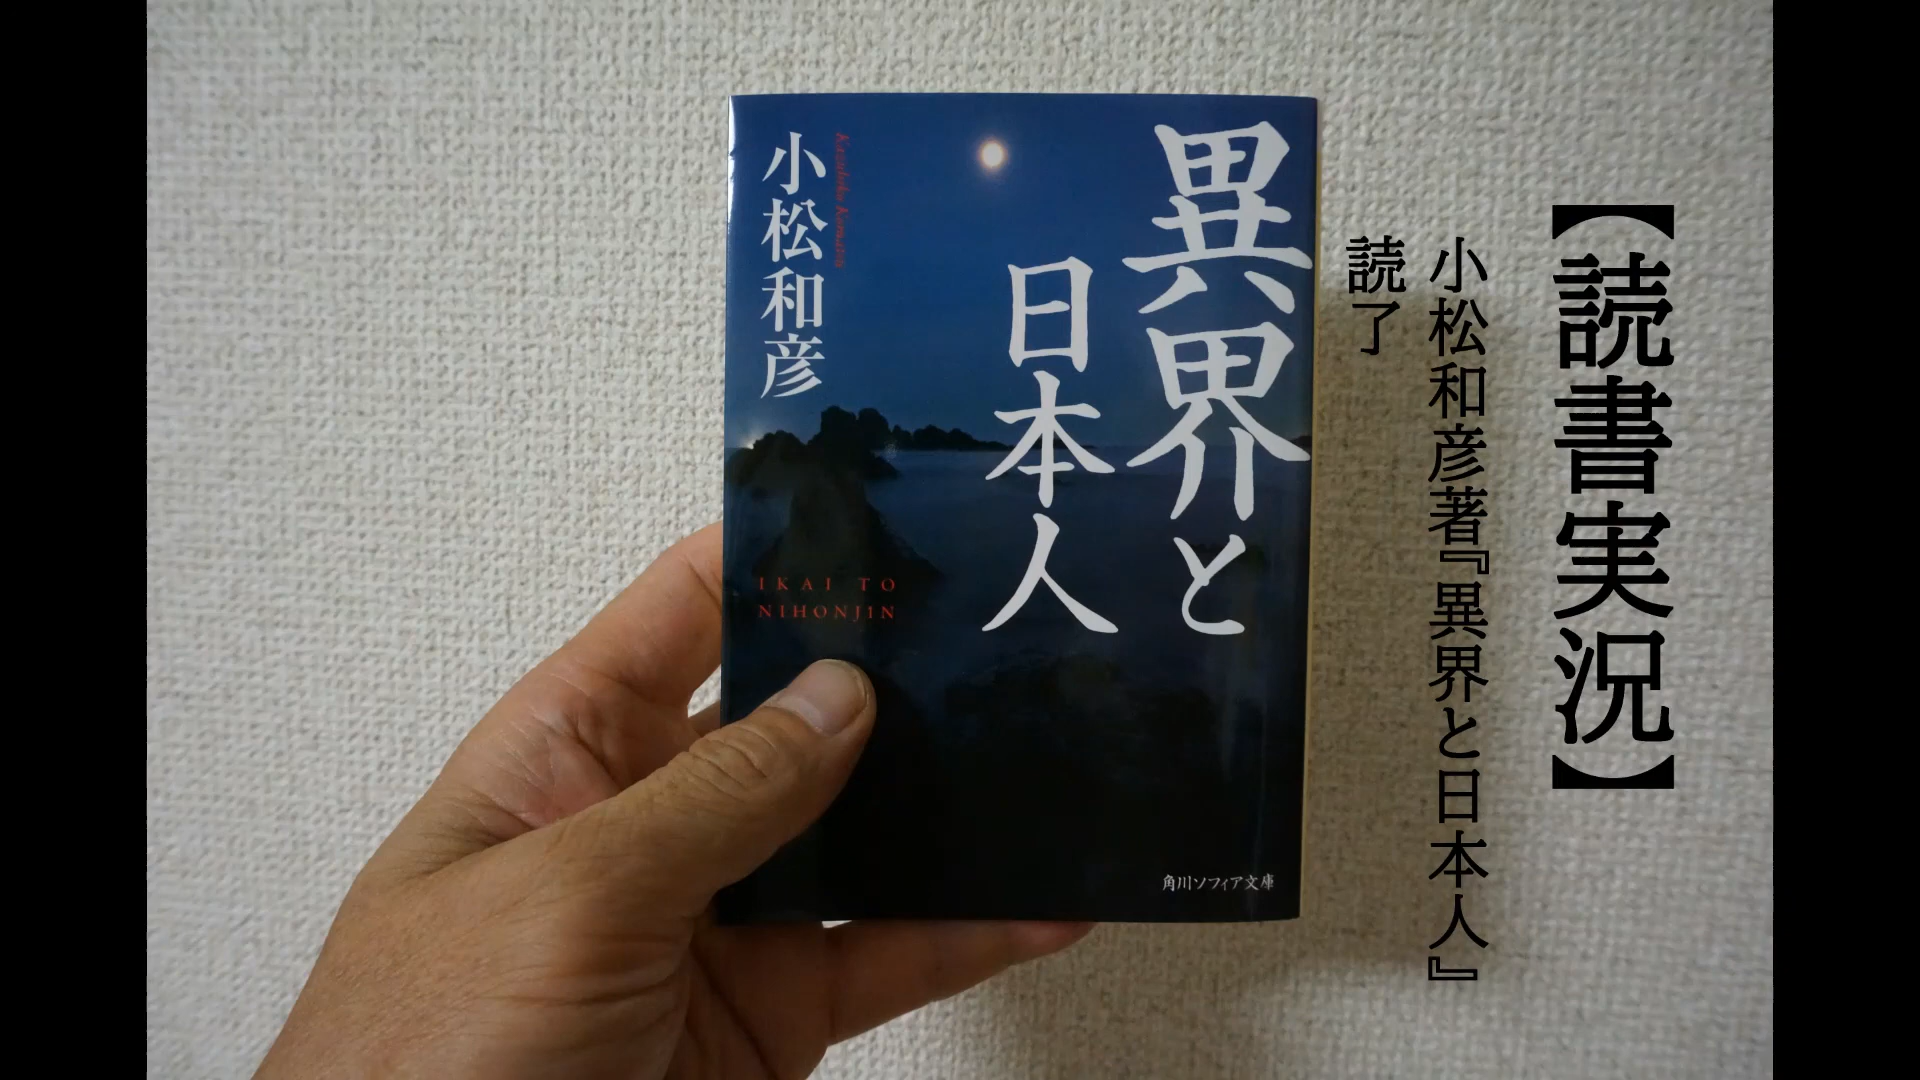 【読書実況】
小松和彦著『異界と日本人』
読了
異界と
日本人
Kazuhiko Komatsu
小松和彦
IKAI TO
NIHONJIN
角川ソフィア文庫